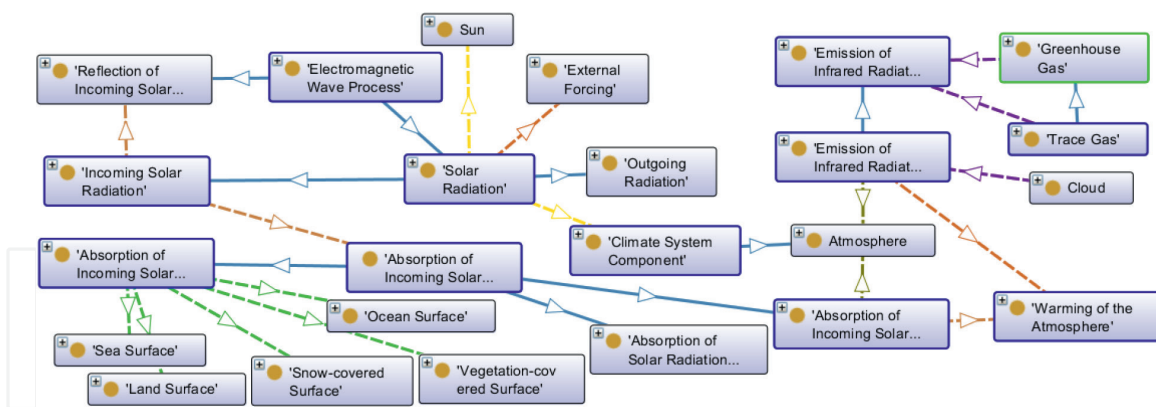 Sun
'Reflection of
Incoming Solar...
'Electromagnetic
Wave Process'
'External
Forcing'
'Emission of
Infrared Radiat...
'Greenhouse
Gas'
'Trace Gas'
'Incoming Solar
Radiation'
'Solar
Radiation'
'Outgoing
Radiation'
'Emission of
Infrared Radiat...
Cloud
'Absorption of
Incoming Solar...
'Absorption of
Incoming Solar...
'Climate System
Component'
Atmosphere
'Ocean Surface'
'Absorption of
Incoming Solar...
'Warming of the
Atmosphere'
'Sea Surface'
'Absorption of
Solar Radiation...
'Land Surface'
'Snow-covered
Surface'
'Vegetation-cov
ered Surface'